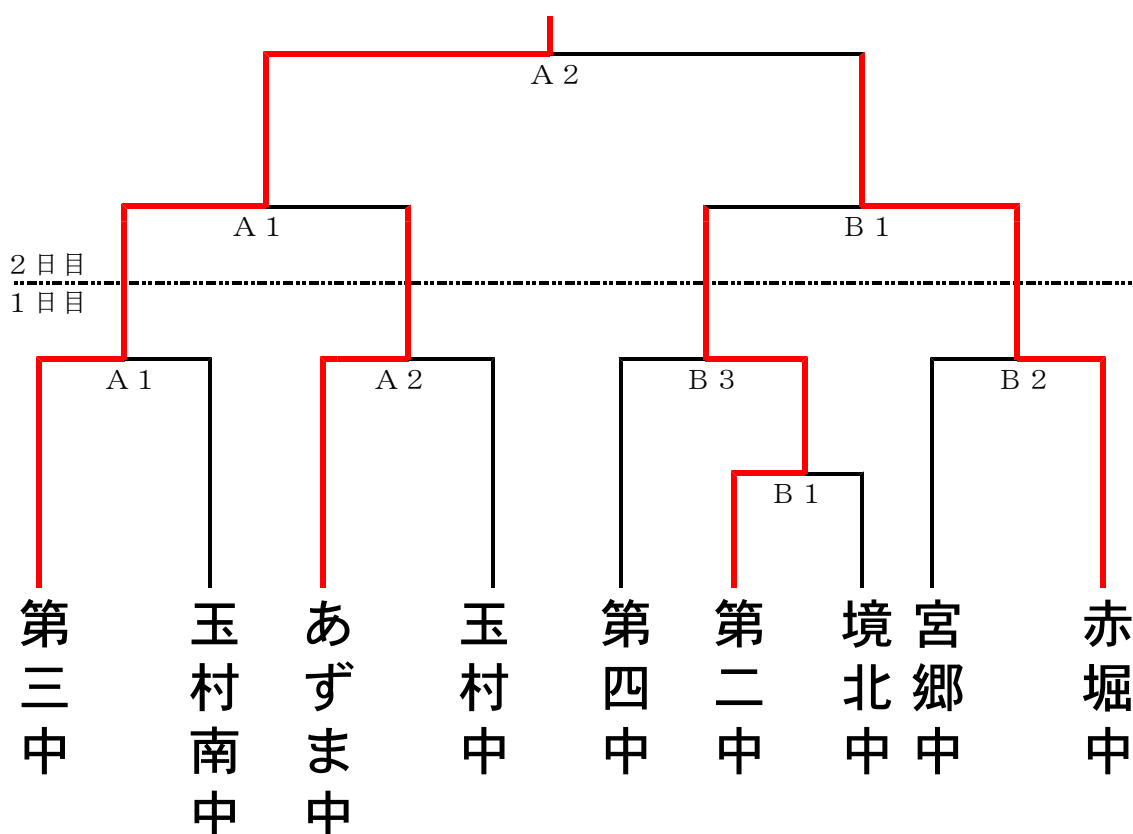 Ａ２
Ａ１
Ｂ１
２日目
１日目
Ａ１
Ａ２
Ｂ３
Ｂ２
Ｂ１
第三中
玉村南中
あずま中
玉村中
第四中
第二中
境北中
宮郷中
赤堀中